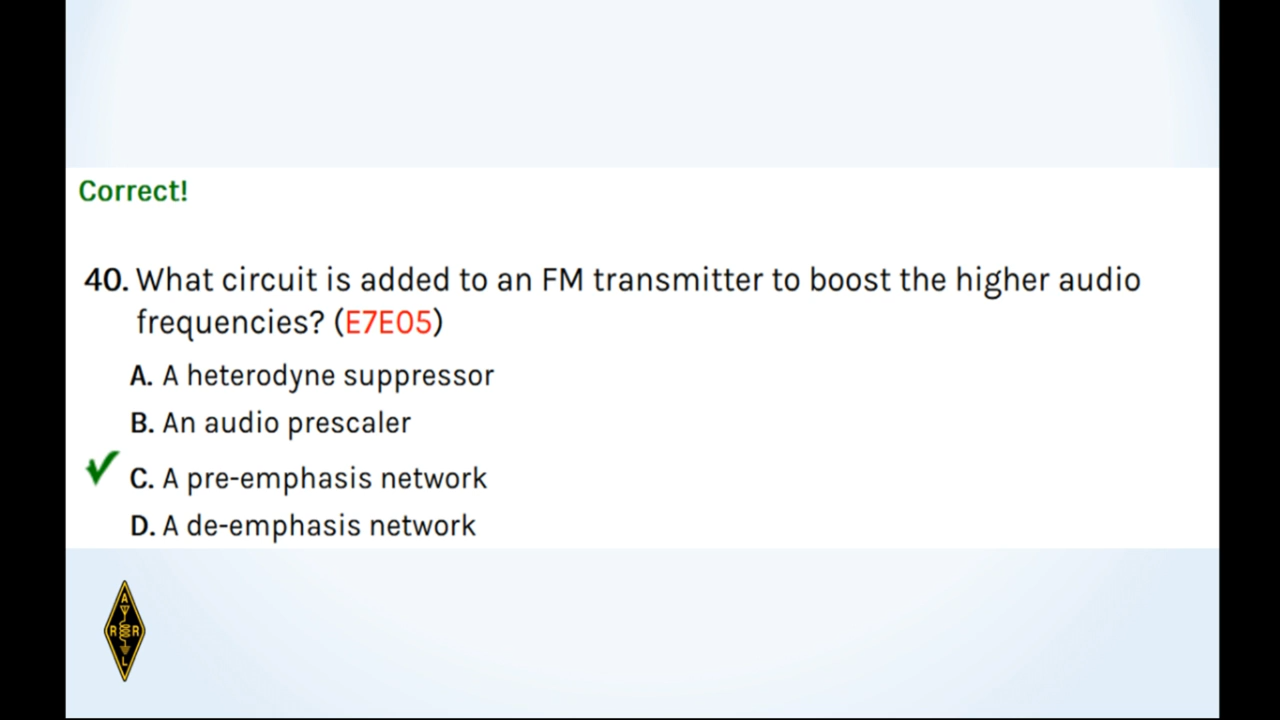 Correct!
40. What circuit is added to an FM transmitter to boost the higher audio
frequencies? (E7E05)
A. A heterodyne suppressor
B. An audio prescaler
C. A pre-emphasis network
D. A de-emphasis network
A
R R
L